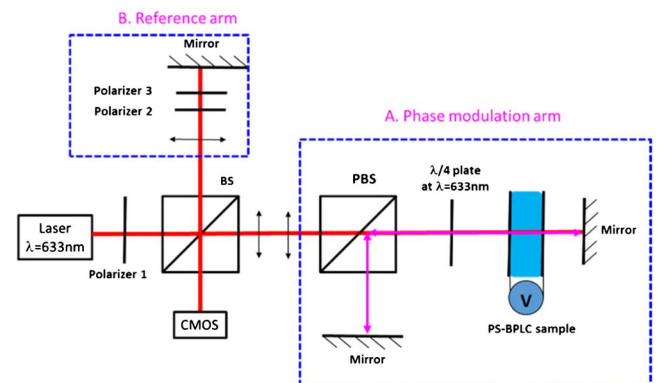 B. Reference arm
Mirror
Polarizer 3
Polarizer 2
A. Phase modulation arm
BS
PBS
λ/4 plate
at λ=633nm
Laser
λ=633nm
Mirror
Polarizer 1
CMOS
V
PS-BPLC sample
Mirror